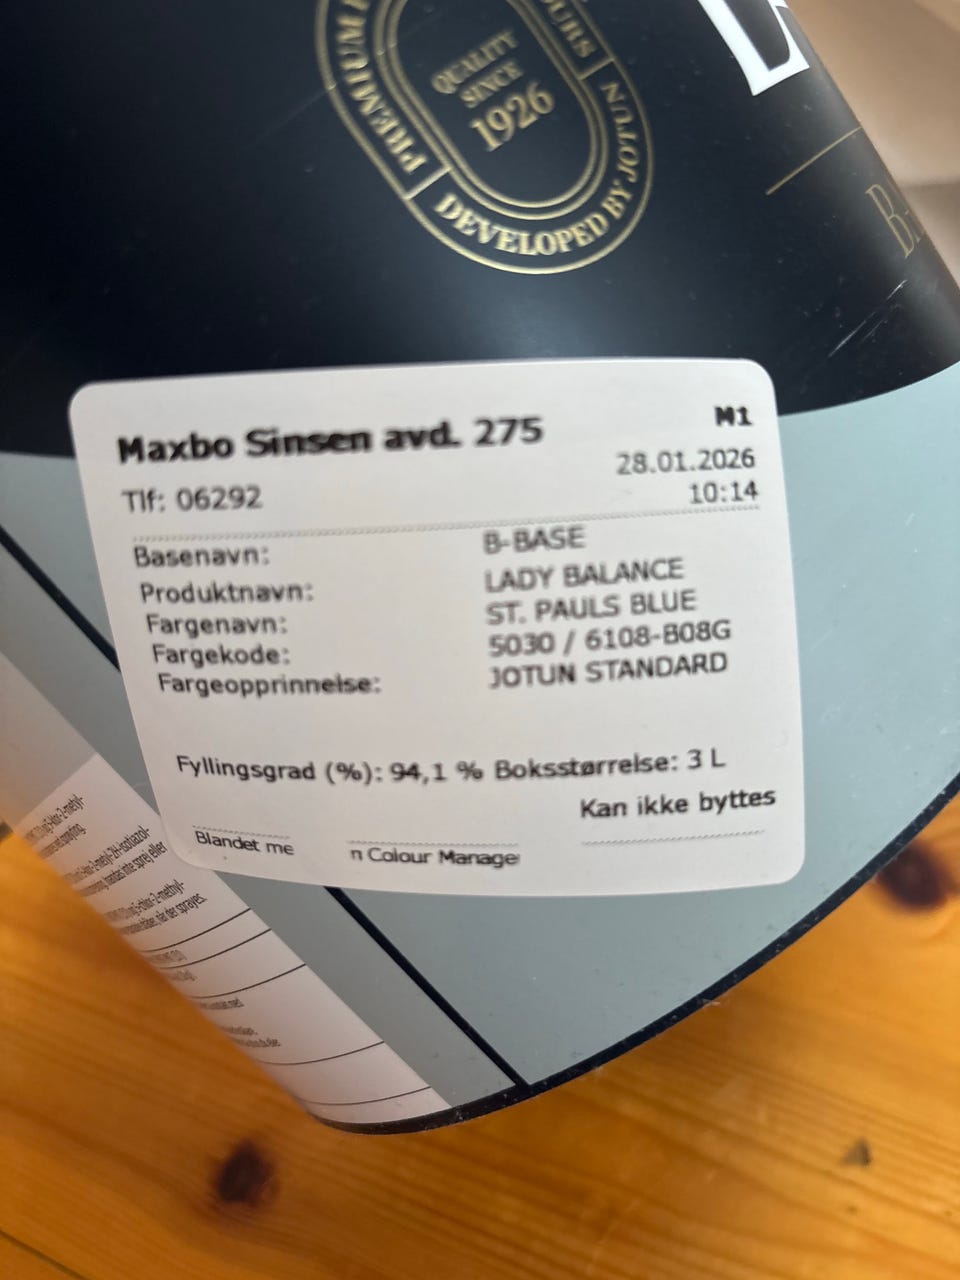 PREMIUM
OURS
QUALITY
SINCE
1926
DEVELOPED BY JOTUN
Maxbo Sinsen avd. 275
M1
28.01.2026
Tlf: 06292
10:14
Basenavn: B-BASE
Produktnavn: LADY BALANCE
Fargenavn: ST. PAULS BLUE
Fargekode: 5030 / 6108-B08G
Fargeopprinnelse: JOTUN STANDARD
Fyllingsgrad (%): 94,1 % Boksstørrelse: 3 L
Kan ikke byttes
Blandet me n Colour Manage